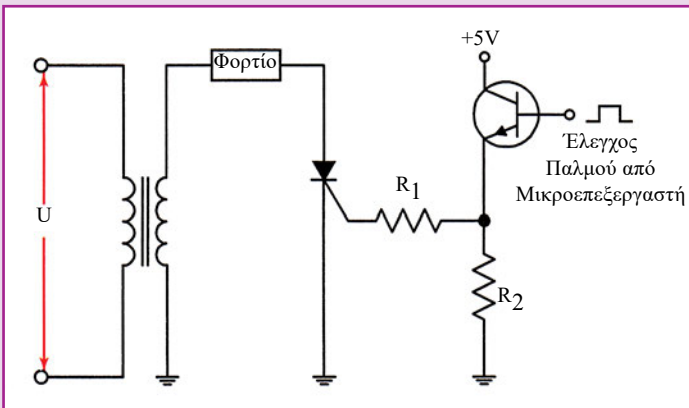 +5V
Φορτίο
Έλεγχος
Παλμού από
Μικροεπεξεργαστή
R1
U
R2